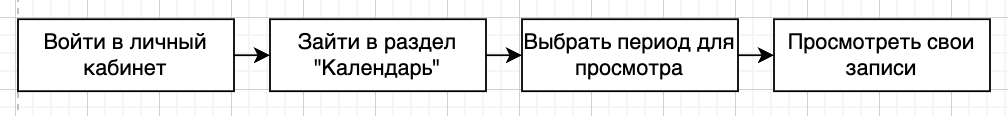 Войти в личный
кабинет
Зайти в раздел
"Календарь"
Выбрать период для
просмотра
Просмотреть свои
записи